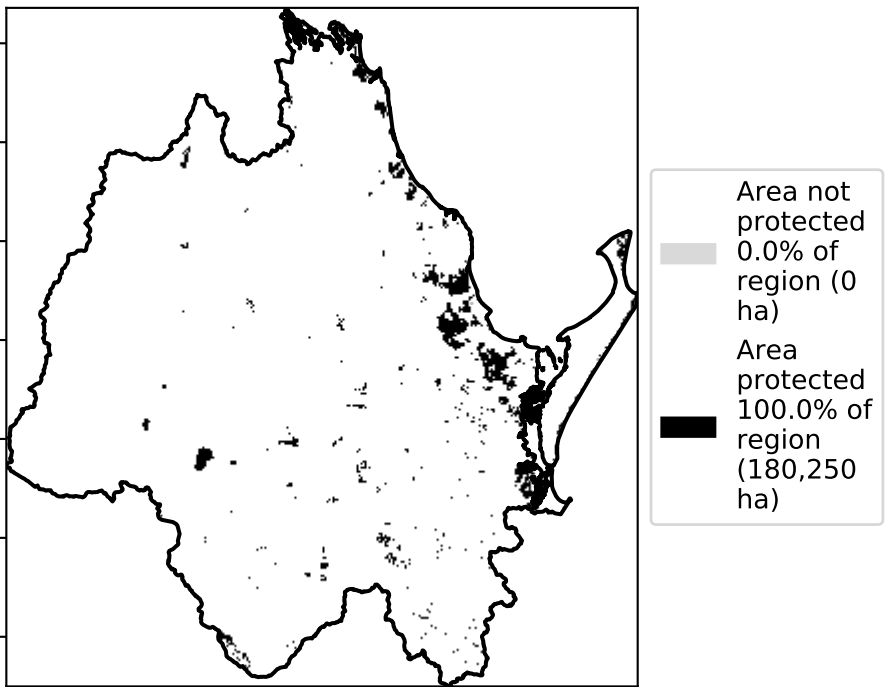 Area not
protected
0.0% of
region (0
ha)
Area
protected
100.0% of
region
(180,250
ha)